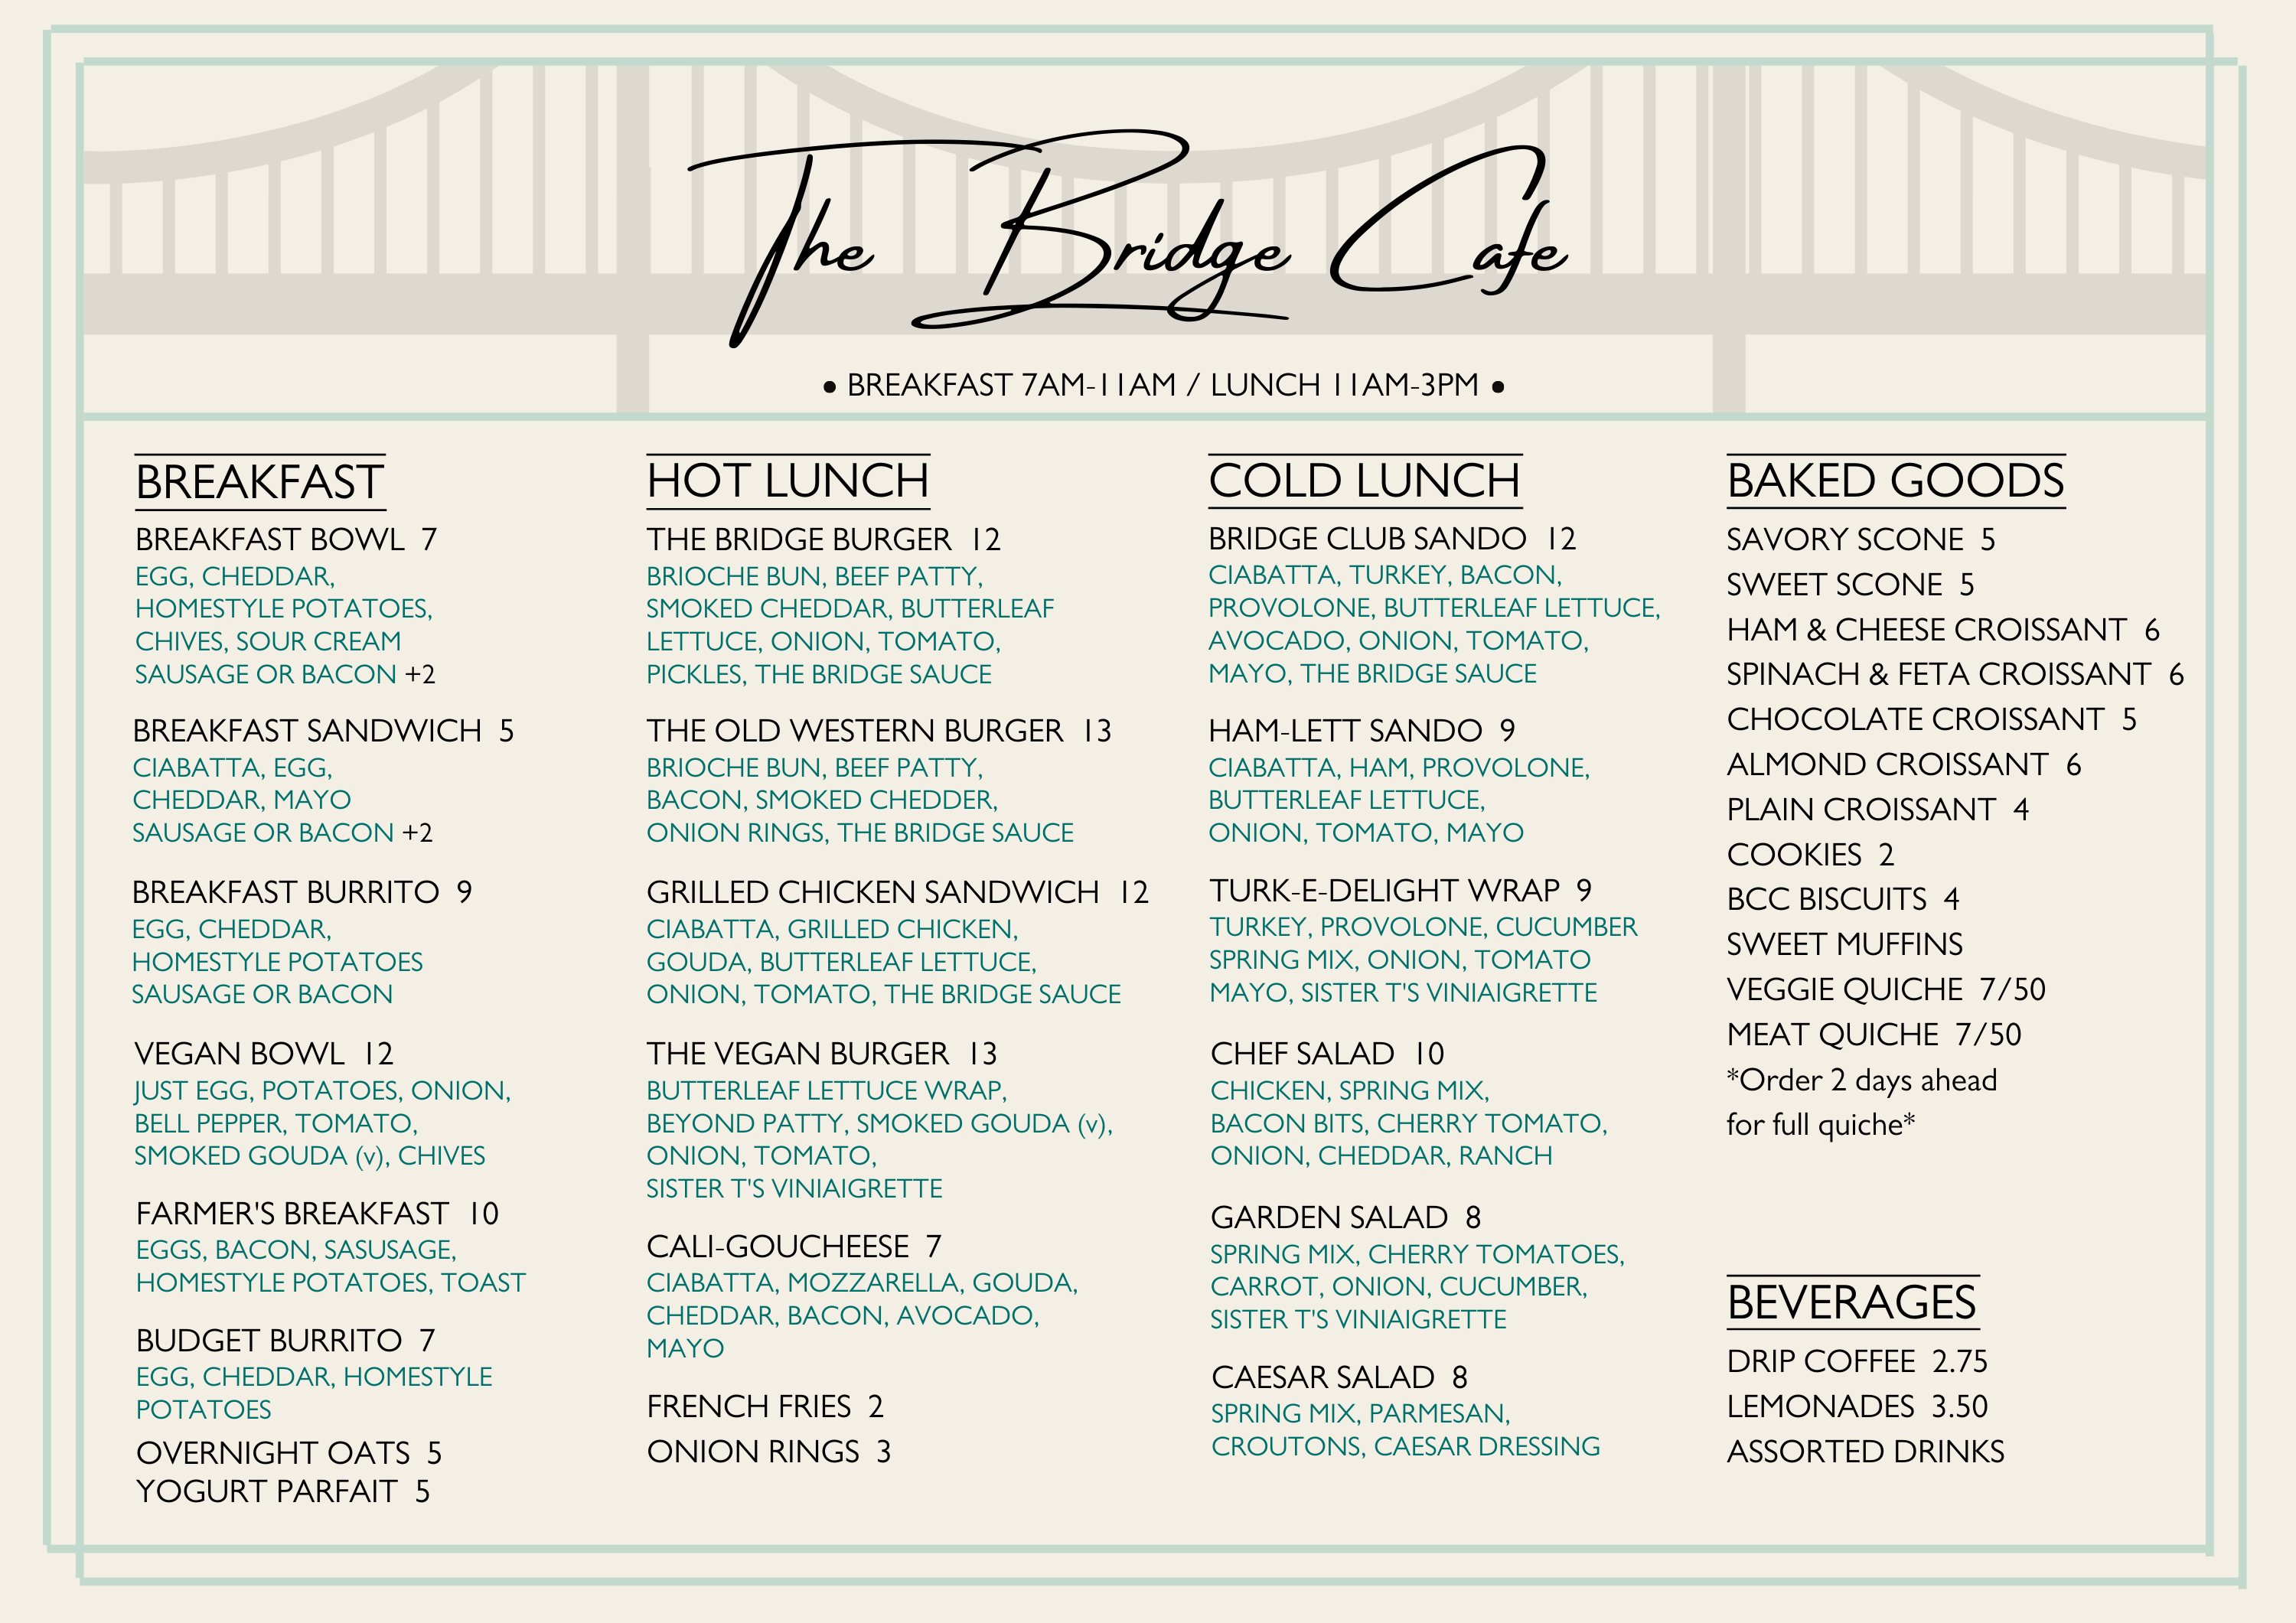 The Bridge Cafe
• BREAKFAST 7AM-11AM / LUNCH 11AM-3PM •
BREAKFAST
BREAKFAST BOWL 7
EGG, CHEDDAR,
HOMESTYLE POTATOES,
CHIVES, SOUR CREAM
SAUSAGE OR BACON +2
BREAKFAST SANDWICH 5
CIABATTA, EGG,
CHEDDAR, MAYO
SAUSAGE OR BACON +2
BREAKFAST BURRITO 9
EGG, CHEDDAR,
HOMESTYLE POTATOES
SAUSAGE OR BACON
VEGAN BOWL 12
JUST EGG, POTATOES, ONION,
BELL PEPPER, TOMATO,
SMOKED GOUDA (v), CHIVES
FARMER'S BREAKFAST 10
EGGS, BACON, SASUSAGE,
HOMESTYLE POTATOES, TOAST
BUDGET BURRITO 7
EGG, CHEDDAR, HOMESTYLE
POTATOES
OVERNIGHT OATS 5
YOGURT PARFAIT 5
HOT LUNCH
THE BRIDGE BURGER 12
BRIOCHE BUN, BEEF PATTY,
SMOKED CHEDDAR, BUTTERLEAF
LETTUCE, ONION, TOMATO,
PICKLES, THE BRIDGE SAUCE
THE OLD WESTERN BURGER 13
BRIOCHE BUN, BEEF PATTY,
BACON, SMOKED CHEDDER,
ONION RINGS, THE BRIDGE SAUCE
GRILLED CHICKEN SANDWICH 12
CIABATTA, GRILLED CHICKEN,
GOUDA, BUTTERLEAF LETTUCE,
ONION, TOMATO, THE BRIDGE SAUCE
THE VEGAN BURGER 13
BUTTERLEAF LETTUCE WRAP,
BEYOND PATTY, SMOKED GOUDA (v),
ONION, TOMATO,
SISTER T'S VINIAIGRETTE
CALI-GOUCHEESE 7
CIABATTA, MOZZARELLA, GOUDA,
CHEDDAR, BACON, AVOCADO,
MAYO
FRENCH FRIES 2
ONION RINGS 3
COLD LUNCH
BRIDGE CLUB SANDO 12
CIABATTA, TURKEY, BACON,
PROVOLONE, BUTTERLEAF LETTUCE,
AVOCADO, ONION, TOMATO,
MAYO, THE BRIDGE SAUCE
HAM-LETT SANDO 9
CIABATTA, HAM, PROVOLONE,
BUTTERLEAF LETTUCE,
ONION, TOMATO, MAYO
TURK-E-DELIGHT WRAP 9
TURKEY, PROVOLONE, CUCUMBER
SPRING MIX, ONION, TOMATO
MAYO, SISTER T'S VINIAIGRETTE
CHEF SALAD 10
CHICKEN, SPRING MIX,
BACON BITS, CHERRY TOMATO,
ONION, CHEDDAR, RANCH
GARDEN SALAD 8
SPRING MIX, CHERRY TOMATOES,
CARROT, ONION, CUCUMBER,
SISTER T'S VINIAIGRETTE
CAESAR SALAD 8
SPRING MIX, PARMESAN,
CROUTONS, CAESAR DRESSING
BAKED GOODS
SAVORY SCONE 5
SWEET SCONE 5
HAM & CHEESE CROISSANT 6
SPINACH & FETA CROISSANT 6
CHOCOLATE CROISSANT 5
ALMOND CROISSANT 6
PLAIN CROISSANT 4
COOKIES 2
BCC BISCUITS 4
SWEET MUFFINS
VEGGIE QUICHE 7/50
MEAT QUICHE 7/50
*Order 2 days ahead
for full quiche*
BEVERAGES
DRIP COFFEE 2.75
LEMONADES 3.50
ASSORTED DRINKS